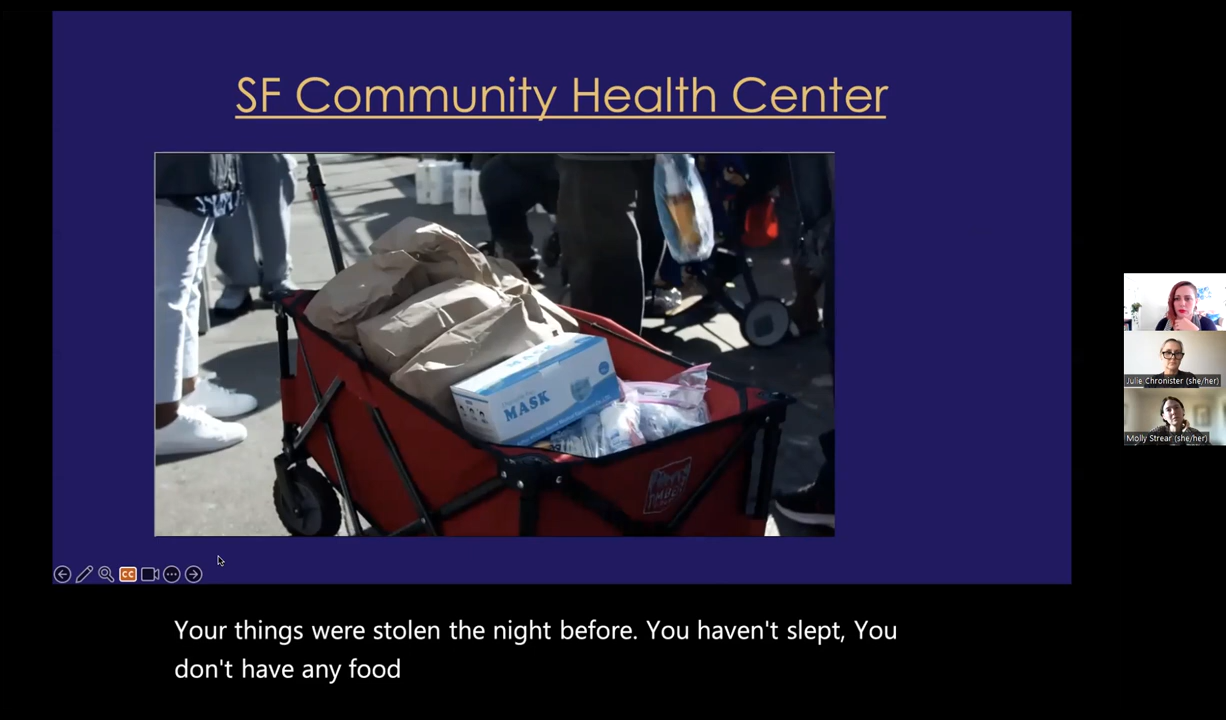 SF Community Health Center
MASK
CC
Julie Chronister (she/her)
Molly Strear (she/her)
Your things were stolen the night before. You haven't slept, You
don't have any food